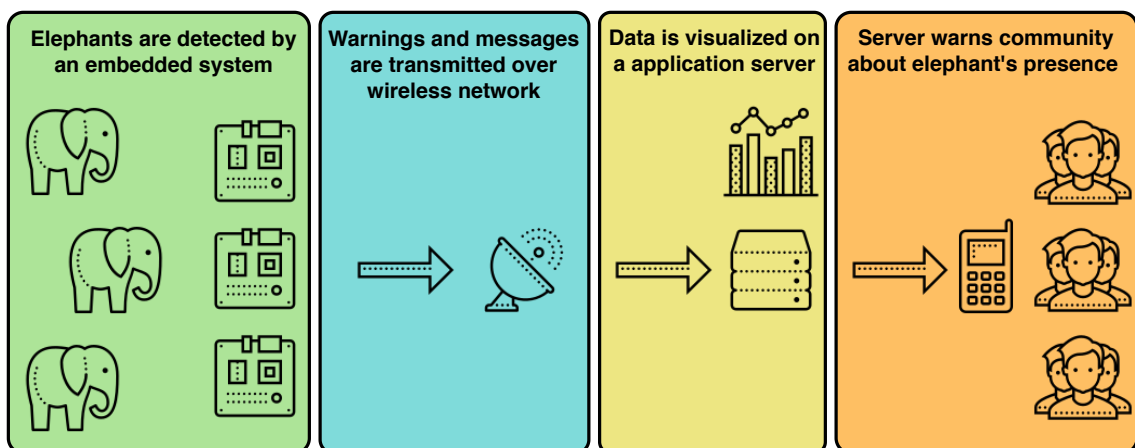 Elephants are detected by
an embedded system
Warnings and messages
are transmitted over
wireless network
Data is visualized on
a application server
Server warns community
about elephant's presence